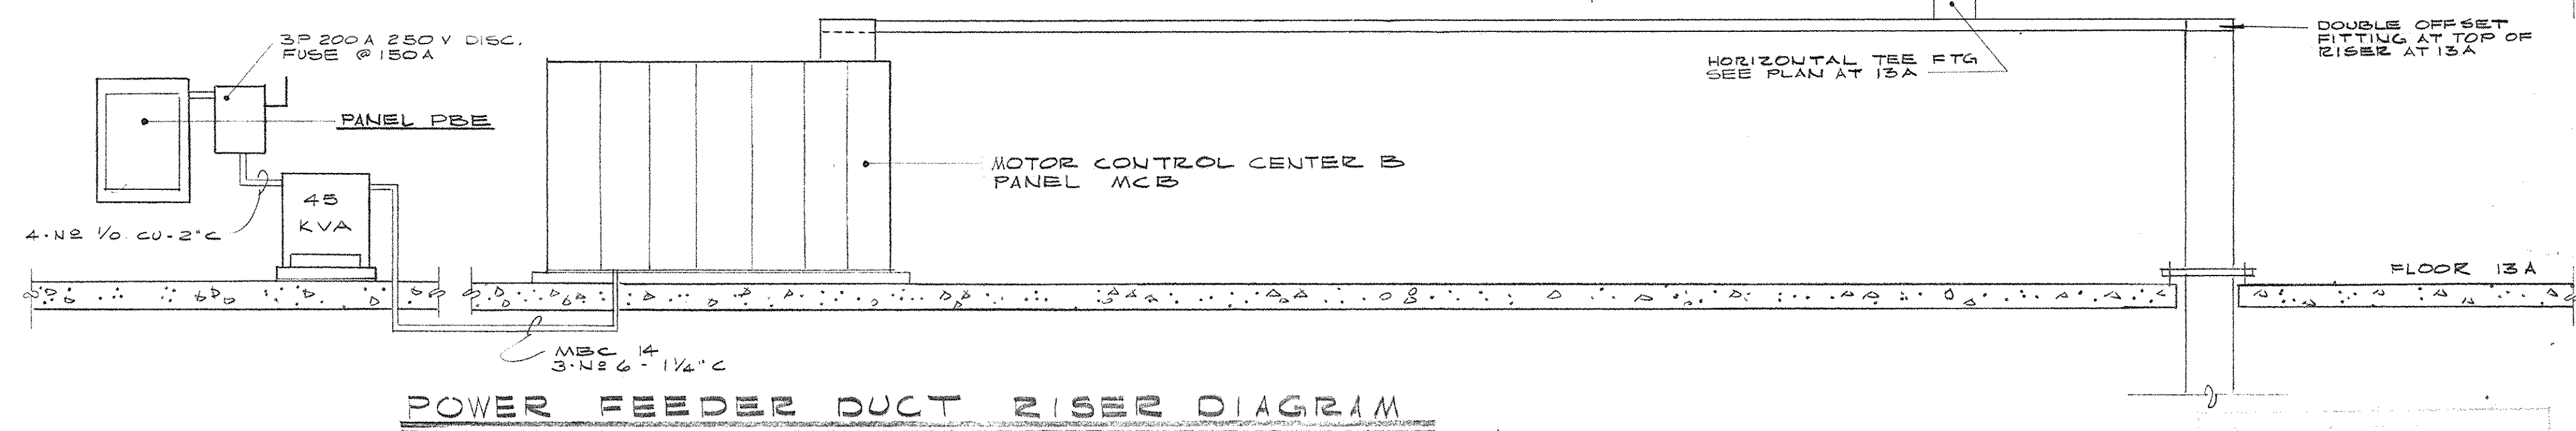 3P 200 A 250 V DISC.
FUSE @ 150 A
PANEL PBE
45
KVA
4-Nº 1/0 CU-2"C
MOTOR CONTROL CENTER B
PANEL MCB
HORIZONTAL TEE FTG
SEE PLAN AT 13A
DOUBLE OFFSET
FITTING AT TOP OF
RISER AT 13A
FLOOR 13A
MBC 14
3-Nº 6 - 1 1/4" C
POWER FEEDER DUCT RISER DIAGRAM